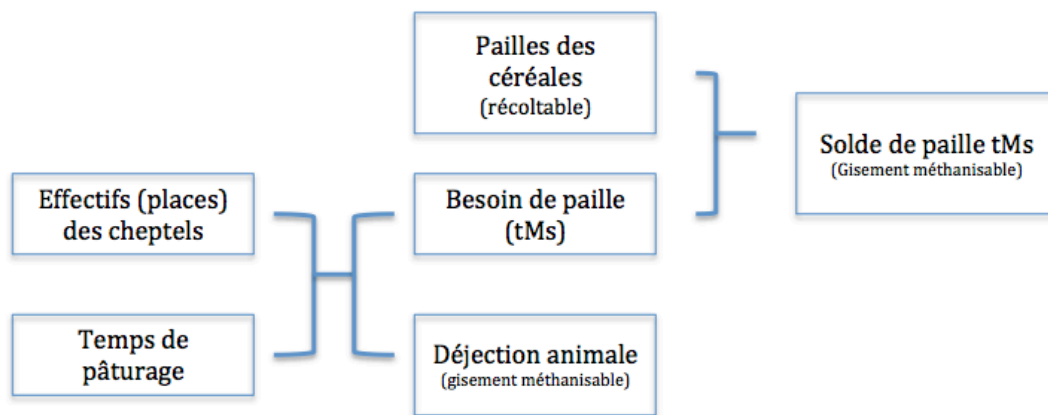 Pailles des
céréales
(récoltable)
Solde de paille tMs
(Gisement méthanisable)
Effectifs (places)
des cheptels
Besoin de paille
(tMs)
Temps de
pâturage
Déjection animale
(gisement méthanisable)